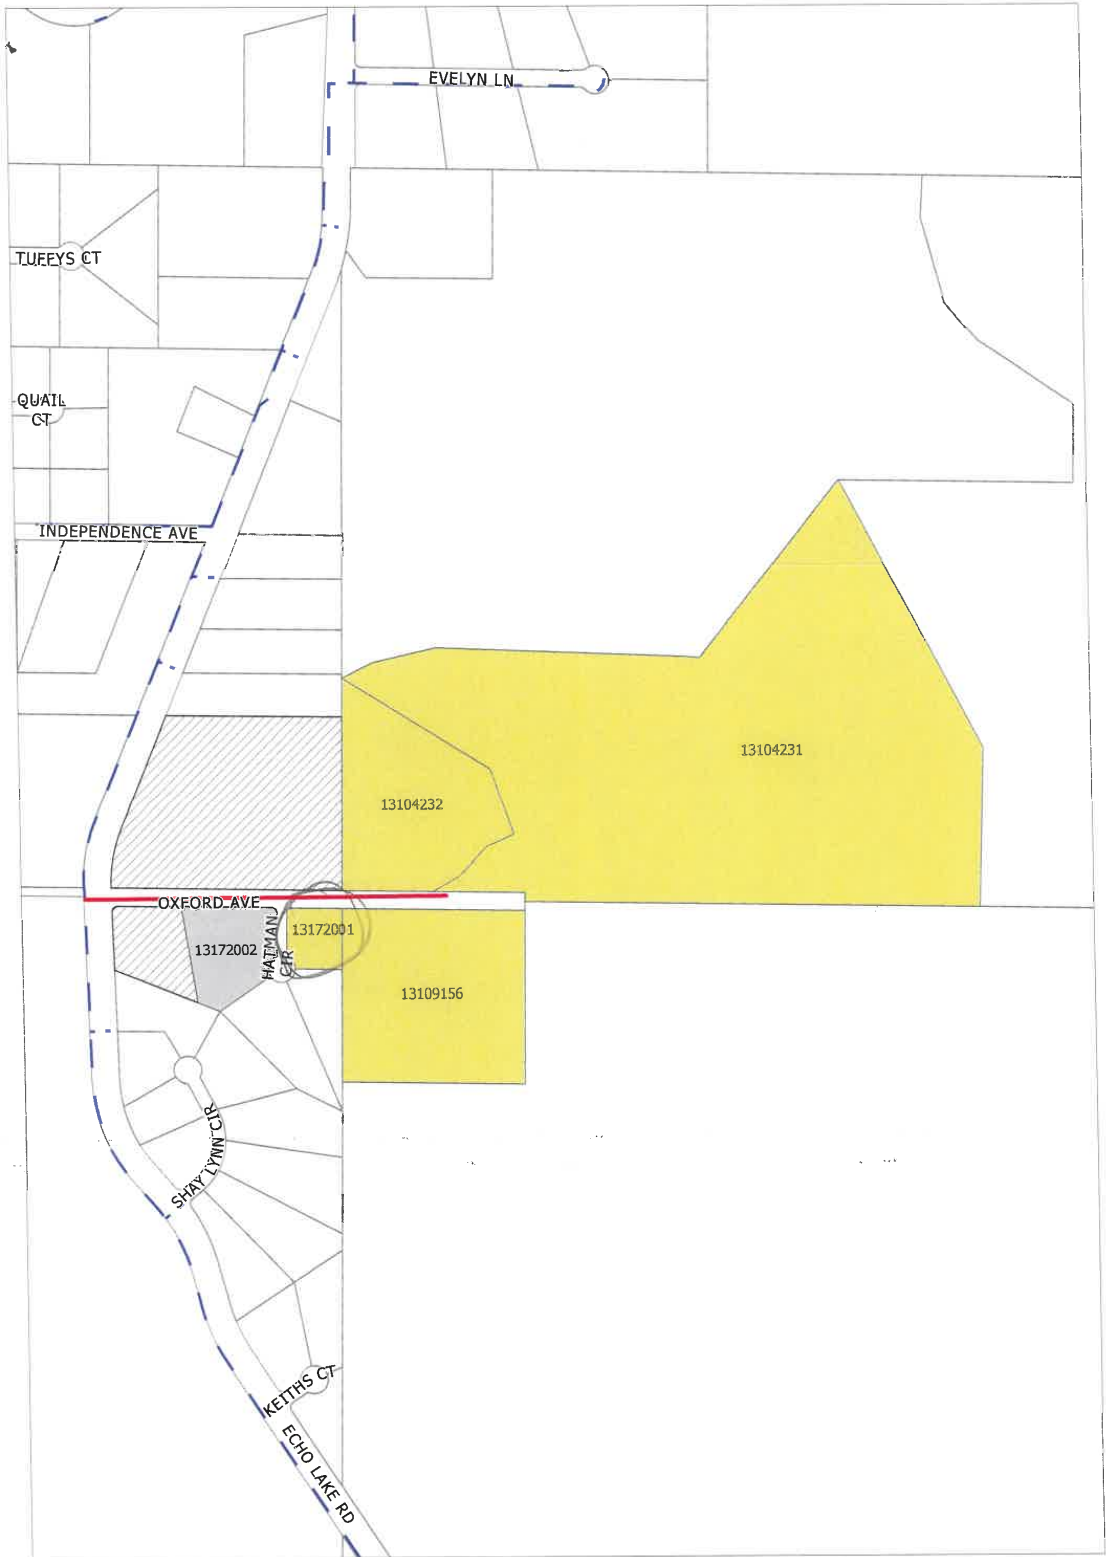 EVELYN LN
TUFFYS CT
QUAIL
CT
INDEPENDENCE AVE
13104231
13104232
OXFORD AVE
13172001
13172002
HATMAN
CIR
13109156
SHAY LYNN CIR
KEITHS CT
ECHO LAKE RD